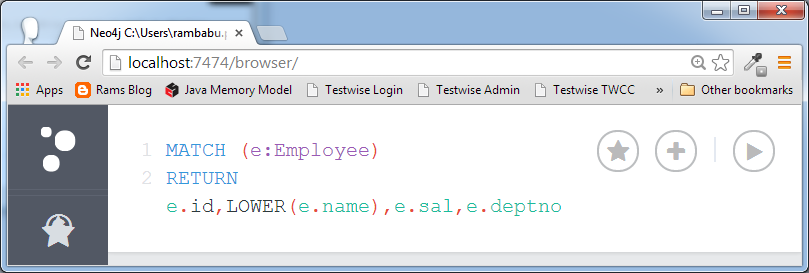 Neo4j C:\Users\rambabu.p
localhost:7474/browser/
Apps Rams Blog Java Memory Model Testwise Login Testwise Admin Testwise TWCC » Other bookmarks
1 MATCH (e:Employee)
2 RETURN
e.id,LOWER(e.name),e.sal,e.deptno